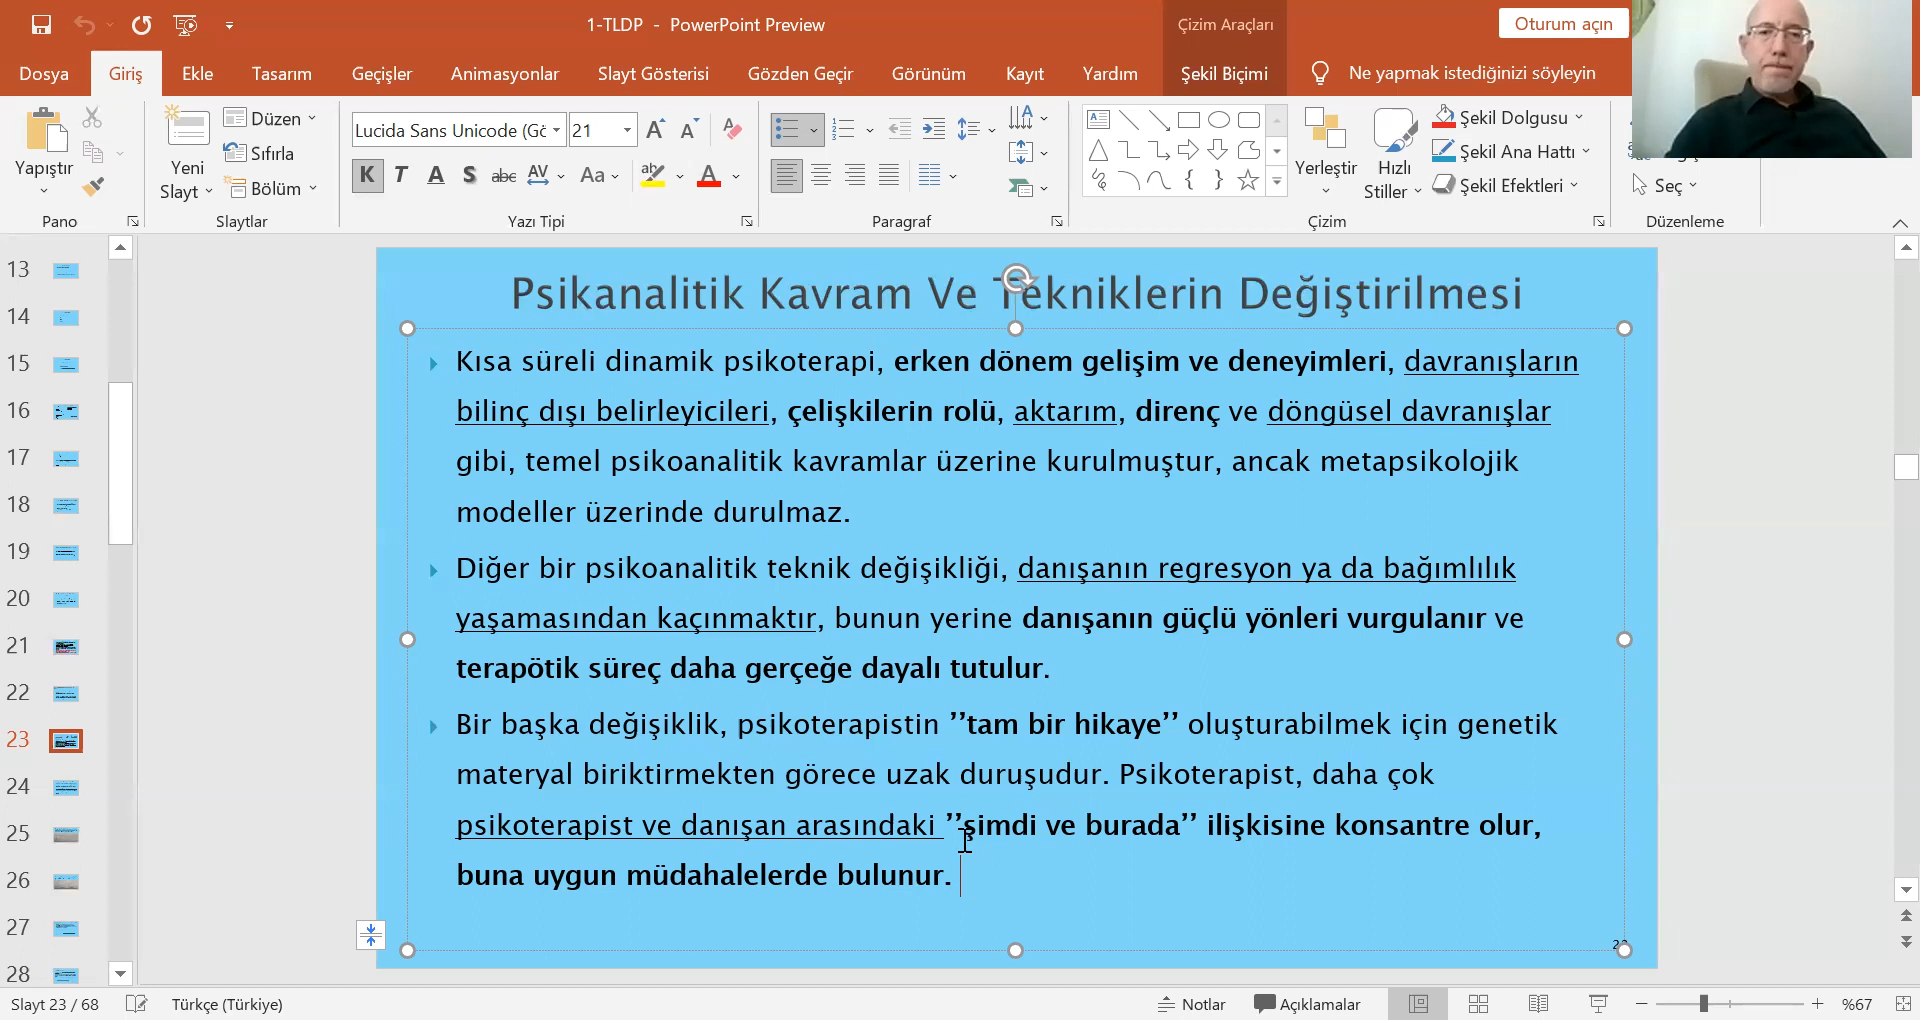 1-TLDP - PowerPoint Preview
Çizim Araçları
Oturum açın
Dosya
Giriş
Ekle
Tasarım
Geçişler
Animasyonlar
Slayt Gösterisi
Gözden Geçir
Görünüm
Kayıt
Yardım
Şekil Biçimi
Ne yapmak istediğinizi söyleyin
Yapıştır
Yeni
Slayt
Düzen
Sıfırla
Bölüm
Lucida Sans Unicode (Gö
21
K T A S abc AV Aa
Yerleştir
Hızlı
Stiller
Şekil Dolgusu
Şekil Ana Hattı
Şekil Efektleri
Seç
Pano
Slaytlar
Yazı Tipi
Paragraf
Çizim
Düzenleme
13
14
15
16
17
18
19
20
21
22
23
24
25
26
27
28
Psikanalitik Kavram Ve Tekniklerin Değiştirilmesi
Kısa süreli dinamik psikoterapi, erken dönem gelişim ve deneyimleri, davranışların
bilinç dışı belirleyicileri, çelişkilerin rolü, aktarım, direnç ve döngüsel davranışlar
gibi, temel psikoanalitik kavramlar üzerine kurulmuştur, ancak metapsikolojik
modeller üzerinde durulmaz.
Diğer bir psikoanalitik teknik değişikliği, danışanın regresyon ya da bağımlılık
yaşamasından kaçınmaktır, bunun yerine danışanın güçlü yönleri vurgulanır ve
terapötik süreç daha gerçeğe dayalı tutulur.
Bir başka değişiklik, psikoterapistin ’’tam bir hikaye’’ oluşturabilmek için genetik
materyal biriktirmekten görece uzak duruşudur. Psikoterapist, daha çok
psikoterapist ve danışan arasındaki ’’şimdi ve burada’’ ilişkisine konsantre olur,
buna uygun müdahalelerde bulunur.
Slayt 23 / 68
Türkçe (Türkiye)
Notlar
Açıklamalar
%67